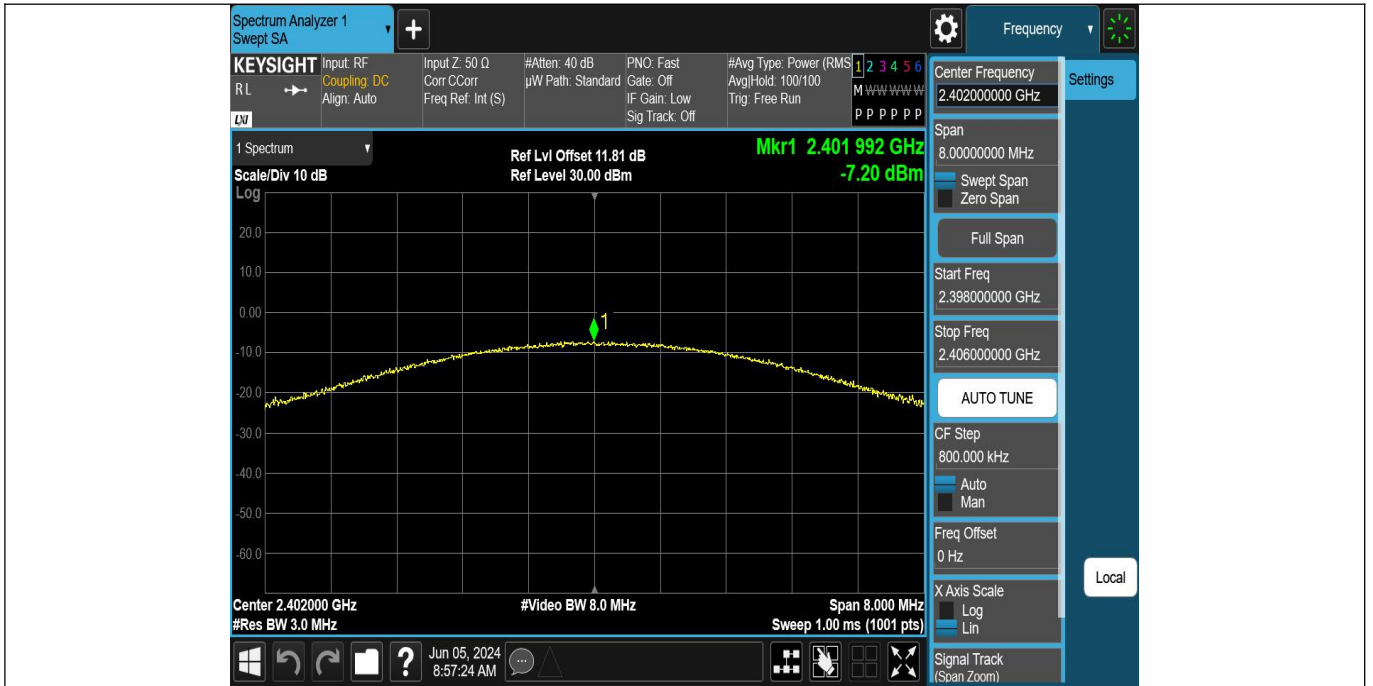 Spectrum Analyzer 1
Swept SA
+
Frequency
KEYSIGHT
RL
LXI
Input: RF
Coupling: DC
Align: Auto
Input Z: 50 Ω
Corr CCorr
Freq Ref: Int (S)
#Atten: 40 dB
µW Path: Standard
PNO: Fast
Gate: Off
IF Gain: Low
Sig Track: Off
#Avg Type: Power (RMS
Avg|Hold: 100/100
Trig: Free Run
1 2 3 4 5 6
M W W W W W
P P P P P P
1 Spectrum
Scale/Div 10 dB
Log
Ref Lvl Offset 11.81 dB
Ref Level 30.00 dBm
Mkr1 2.401 992 GHz
-7.20 dBm
20.0
10.0
0.00
-10.0
-20.0
-30.0
-40.0
-50.0
-60.0
1
Center 2.402000 GHz
#Res BW 3.0 MHz
#Video BW 8.0 MHz
Span 8.000 MHz
Sweep 1.00 ms (1001 pts)
?
Jun 05, 2024
8:57:24 AM
Center Frequency
2.402000000 GHz
Span
8.00000000 MHz
Swept Span
Zero Span
Full Span
Start Freq
2.398000000 GHz
Stop Freq
2.406000000 GHz
AUTO TUNE
CF Step
800.000 kHz
Auto
Man
Freq Offset
0 Hz
X Axis Scale
Log
Lin
Signal Track
(Span Zoom)
Settings
Local